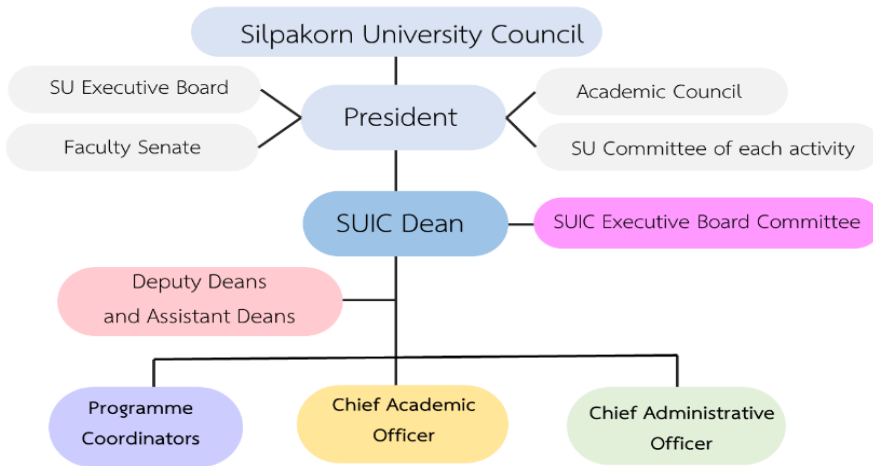 Silpakorn University Council
SU Executive Board
Academic Council
President
Faculty Senate
SU Committee of each activity
SUIC Dean
SUIC Executive Board Committee
Deputy Deans
and Assistant Deans
Programme
Coordinators
Chief Academic
Officer
Chief Administrative
Officer